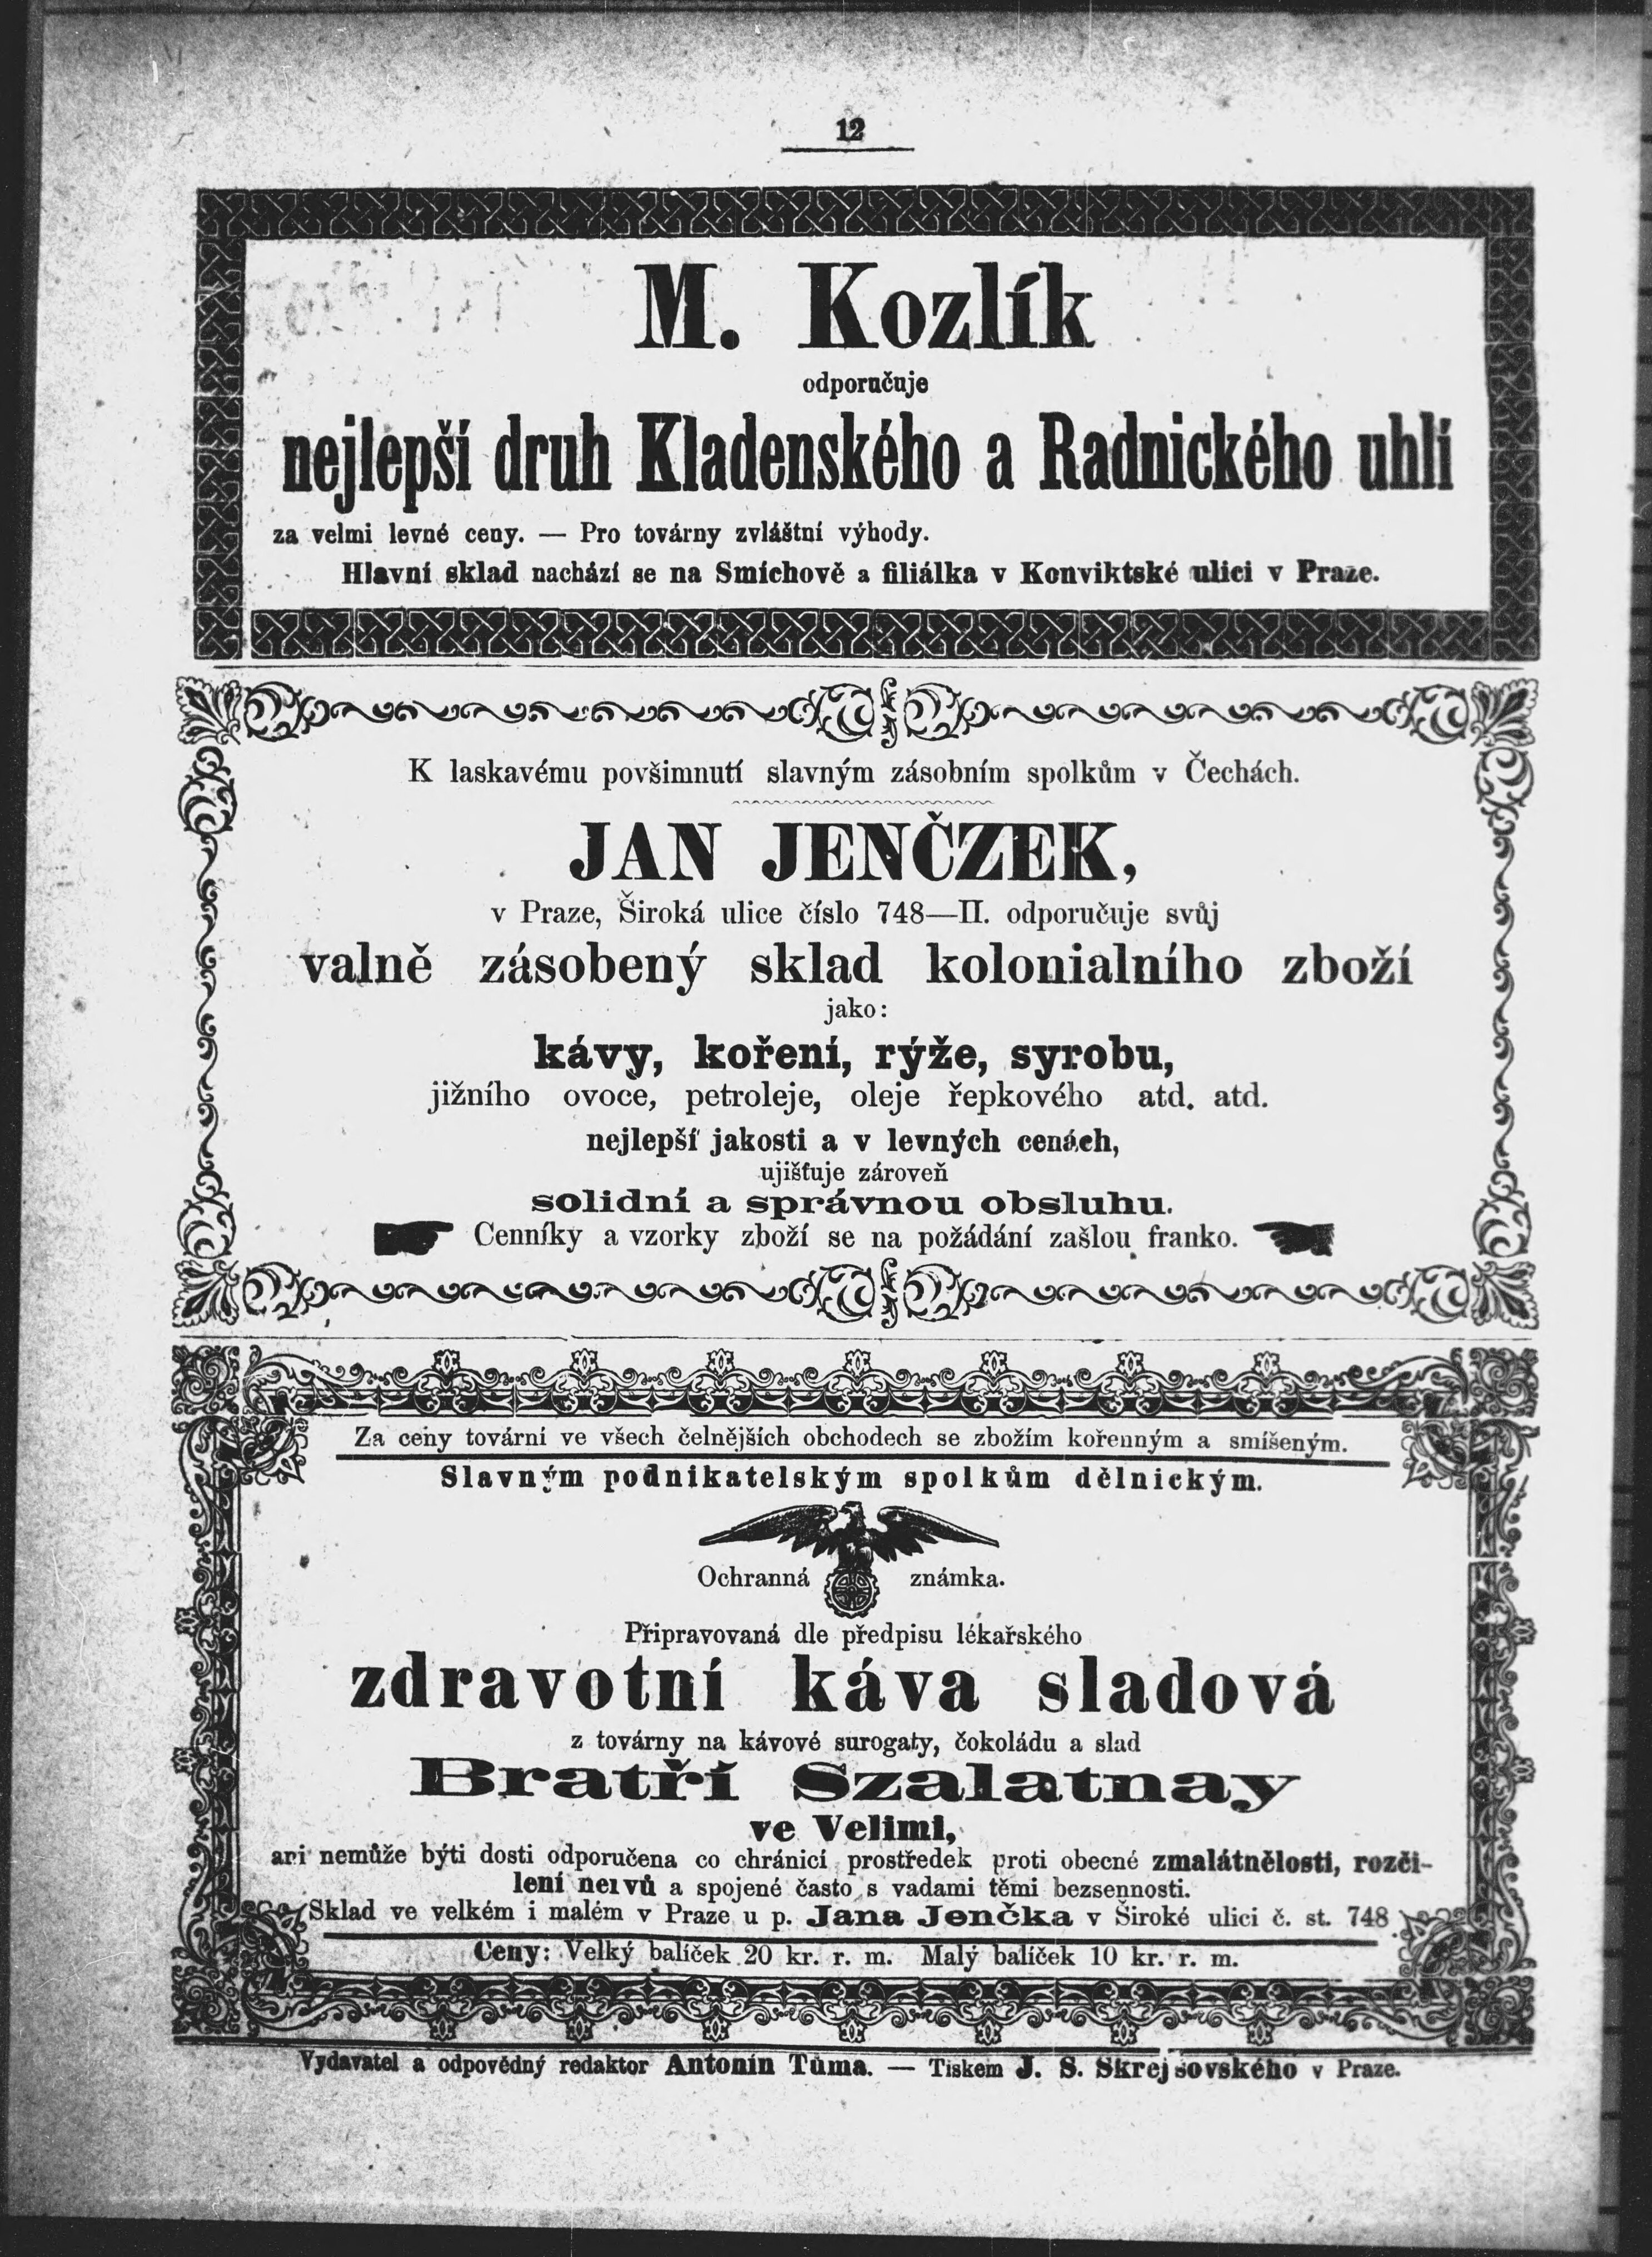 12
M. Kozlík
odporučuje
nejlepší druh Kladenského a Radnického uhlí
za velmi levné ceny. — Pro továrny zvláštní výhody.
Hlavní sklad nachází se na Smíchově a filiálka v Konviktské ulici v Praze.
K laskavému povšimnutí slavným zásobním spolkům v Čechách.
JAN JENČZEK,
v Praze, Široká ulice číslo 748—II. odporučuje svůj
valně zásobený sklad kolonialního zboží
jako:
kávy, koření, rýže, syrobu,
jižního ovoce, petroleje, oleje řepkového atd. atd.
nejlepší jakosti a v levných cenách,
ujišťuje zároveň
solidní a správnou obsluhu.
Cenníky a vzorky zboží se na požádání zašlou franko.
Za ceny tovární ve všech čelnějších obchodech se zbožím kořenným a smíšeným.
Slavným podnikatelským spolkům dělnickým.
Ochranná známka.
Připravovaná dle předpisu lékařského
zdravotní káva sladová
z továrny na kávové surogaty, čokoládu a slad
Bratří Szalatnay
ve Velimi,
ani nemůže býti dosti odporučena co chránicí prostředek proti obecné zmalátnělosti, rozči-
lení nervů a spojené často s vadami těmi bezsennosti.
Sklad ve velkém i malém v Praze u p. Jana Jenčka v Široké ulici č. st. 748
Ceny: Velký balíček 20 kr. r. m. Malý balíček 10 kr. r. m.
Vydavatel a odpovědný redaktor Antonín Tůma. — Tiskem J. S. Skrejšovského v Praze.